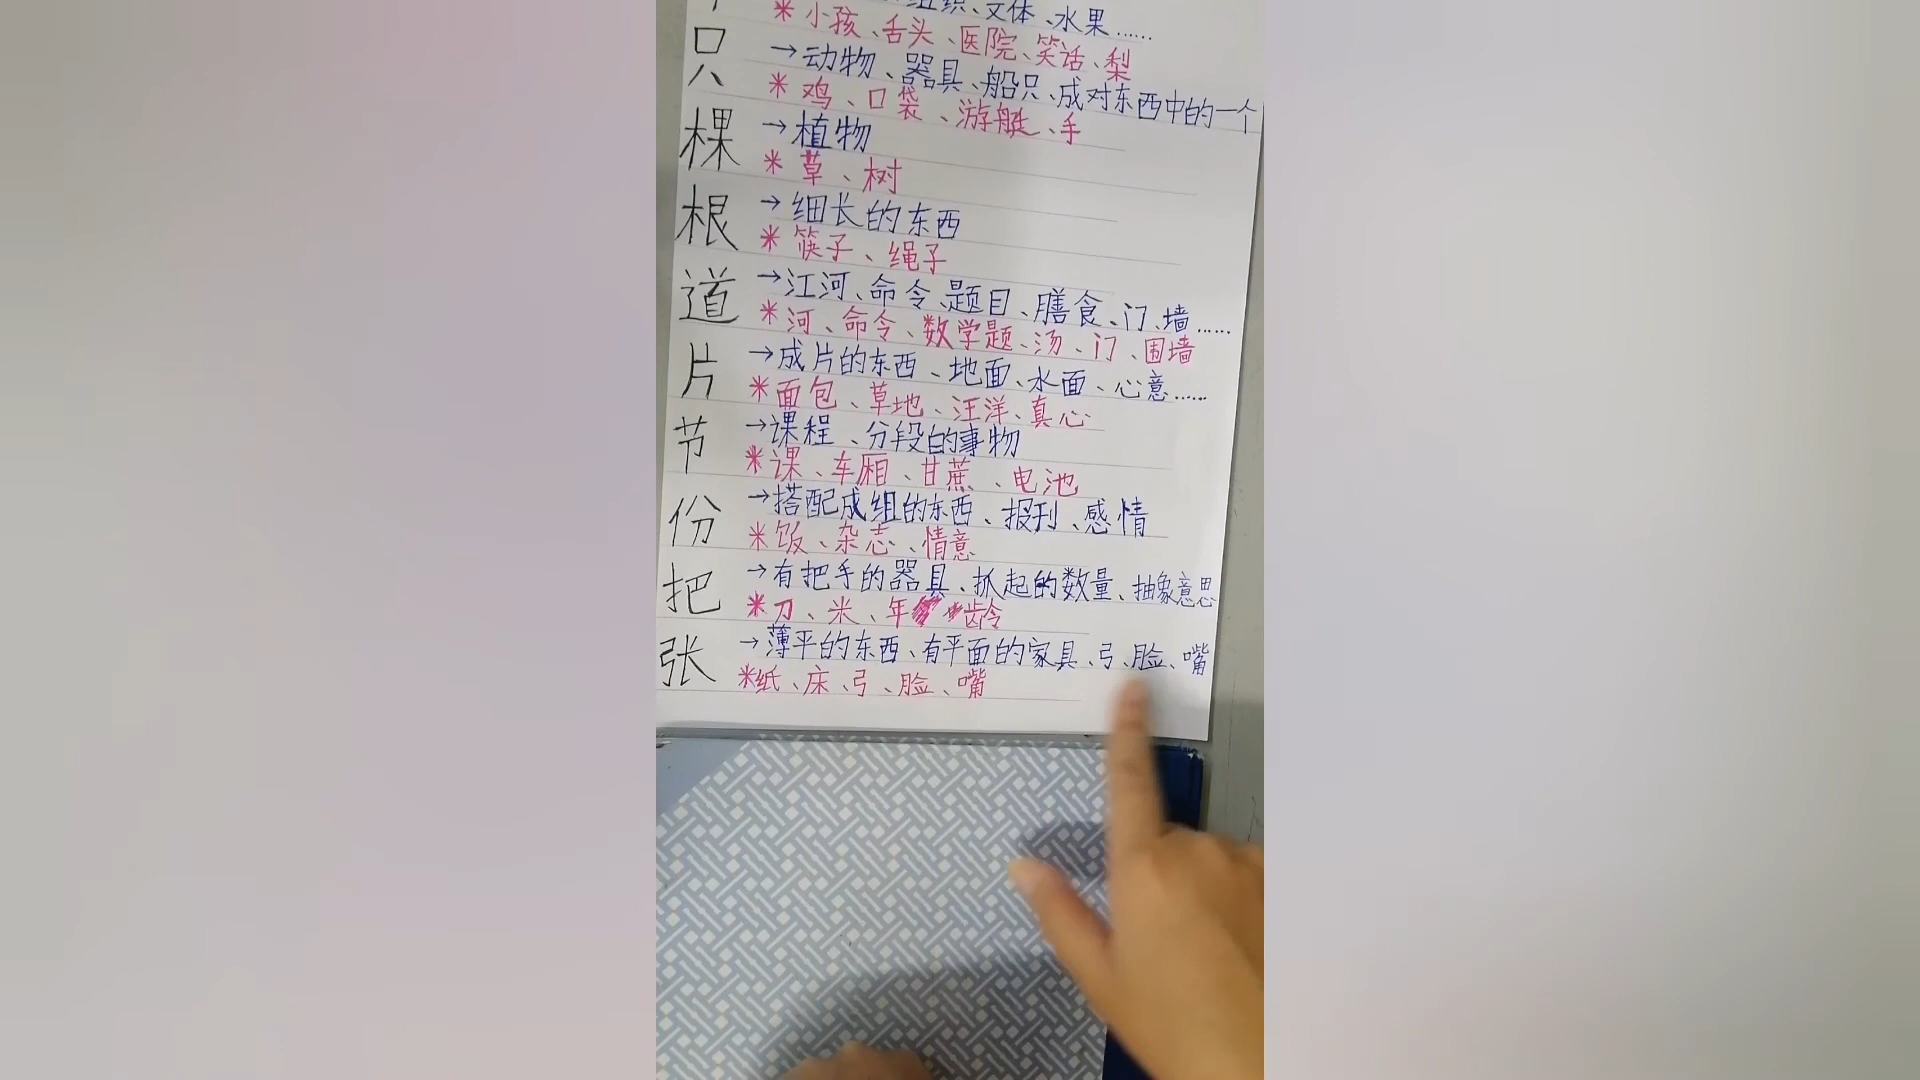 组织、文体、水果……
*小孩、舌头、医院、笑话、梨
只 →动物、器具、船只、成对东西中的一个
*鸡、口袋、游艇、手
棵 →植物
*草、树
根 →细长的东西
*筷子、绳子
道 →江河、命令、题目、膳食、门、墙……
*河、命令、数学题、汤、门、围墙
片 →成片的东西、地面、水面、心意……
*面包、草地、汪洋、真心
节 →课程、分段的事物
*课、车厢、甘蔗、电池
份 →搭配成组的东西、报刊、感情
*饭、杂志、情意
把 →有把手的器具、抓起的数量、抽象意思
*刀、米、年龄
张 →薄平的东西、有平面的家具、弓、脸、嘴
*纸、床、弓、脸、嘴